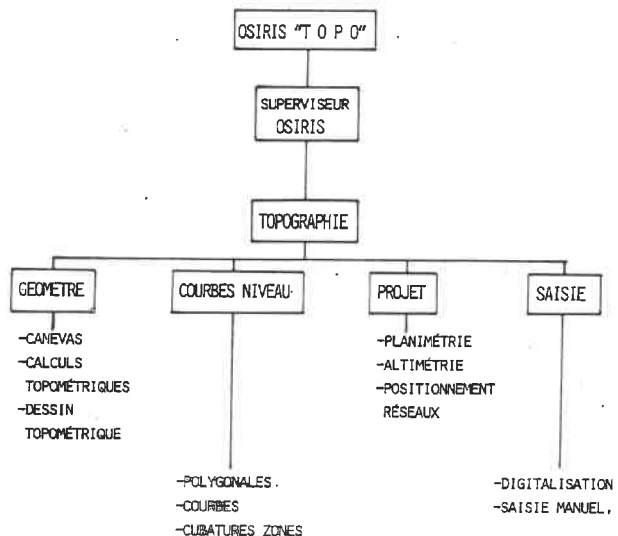 OSIRIS "T O P O"
SUPERVISEUR
OSIRIS
TOPOGRAPHIE
GEOMETRE
COURBES NIVEAU
PROJET
SAISIE
-CANEVAS
-CALCULS
TOPOMÉTRIQUES
-DESSIN
TOPOMÉTRIQUE
-POLYGONALES.
-COURBES
-CUBATURES ZONES
-PLANIMÉTRIE
-ALTIMÉTRIE
-POSITIONNEMENT
RÉSEAUX
-DIGITALISATION
-SAISIE MANUEL.